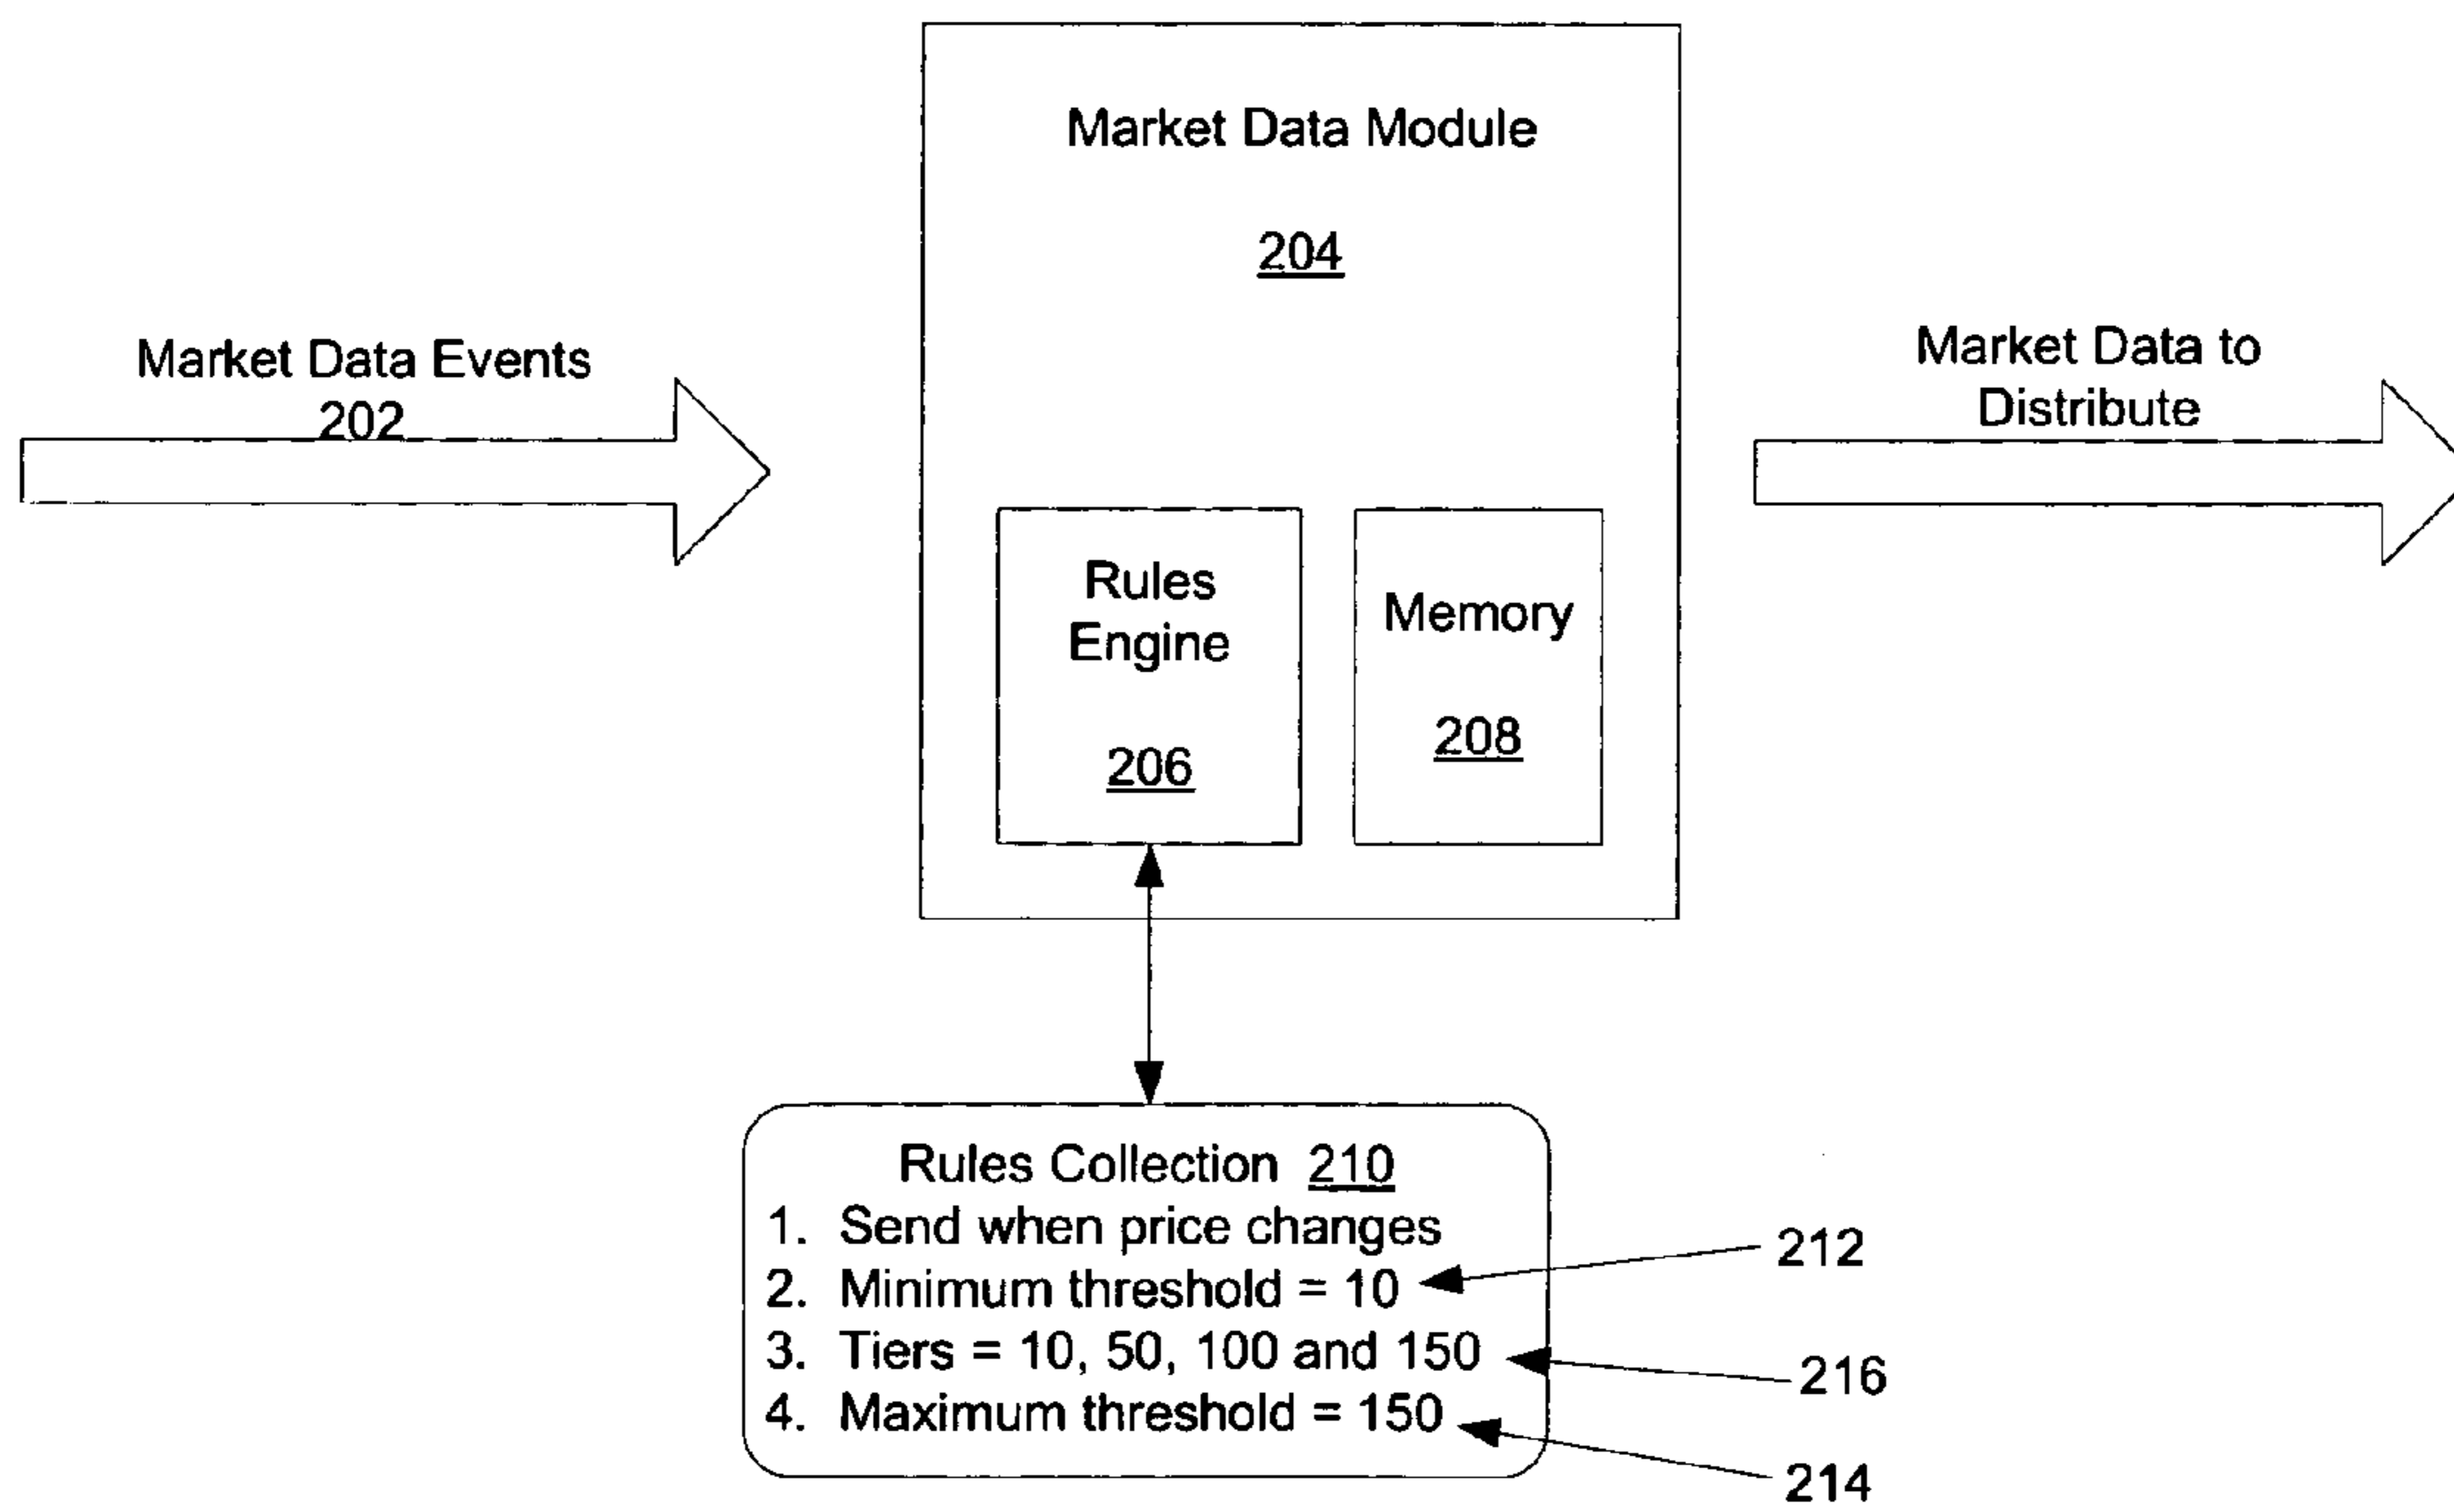 Market Data Module
204
Market Data Events
202
Market Data to
Distribute
Rules
Engine
206
Memory
208
Rules Collection 210
1. Send when price changes
2. Minimum threshold = 10
3. Tiers = 10, 50, 100 and 150
4. Maximum threshold = 150
212
216
214